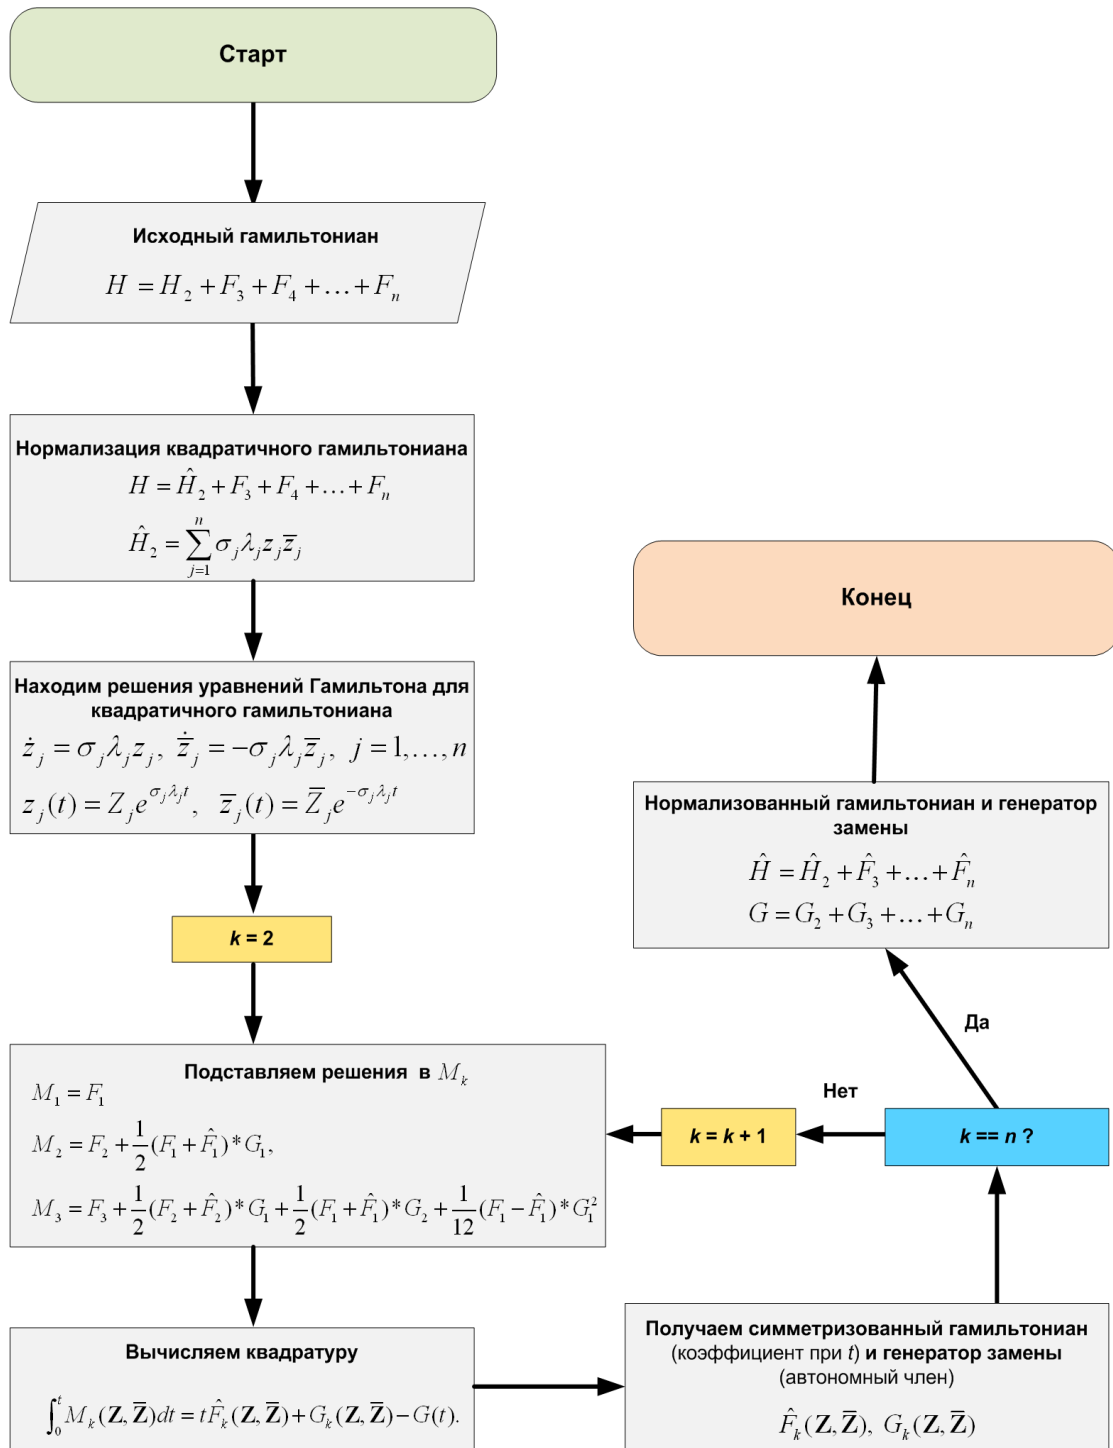 Старт
Исходный гамильтониан
H = H₂ + F₃ + F₄ + … + Fₙ
Нормализация квадратичного гамильтониана
H = Ĥ₂ + F₃ + F₄ + … + Fₙ
Ĥ₂ = ∑ⱼ₌₁ⁿ σⱼλⱼzⱼz̄ⱼ
Находим решения уравнений Гамильтона для
квадратичного гамильтониана
żⱼ = σⱼλⱼzⱼ, z̄̇ⱼ = −σⱼλⱼz̄ⱼ, j = 1,…, n
zⱼ(t) = Zⱼe^{σⱼλⱼt}, z̄ⱼ(t) = Z̄ⱼe^{−σⱼλⱼt}
k = 2
Подставляем решения в Mₖ
M₁ = F₁
M₂ = F₂ + 1/2 (F₁ + F̂₁) * G₁,
M₃ = F₃ + 1/2 (F₂ + F̂₂) * G₁ + 1/2 (F₁ + F̂₁) * G₂ + 1/12 (F₁ − F̂₁) * G₁²
Вычисляем квадратуру
∫₀ᵗ Mₖ(Z, Z̄)dt = tF̂ₖ(Z, Z̄) + Gₖ(Z, Z̄) − G(t).
Получаем симметризованный гамильтониан
(коэффициент при t) и генератор замены
(автономный член)
F̂ₖ(Z, Z̄), Gₖ(Z, Z̄)
k == n ?
Нет
k = k + 1
Да
Нормализованный гамильтониан и генератор
замены
Ĥ = Ĥ₂ + F̂₃ + … + F̂ₙ
G = G₂ + G₃ + … + Gₙ
Конец